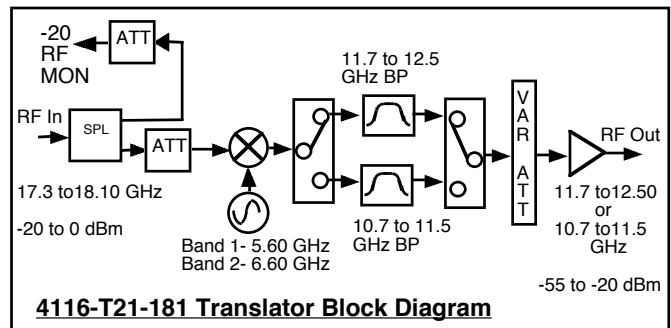 -20
RF
MON
ATT
11.7 to 12.5
GHz BP
RF In
SPL
ATT
VAR ATT
RF Out
17.3 to18.10 GHz
-20 to 0 dBm
Band 1- 5.60 GHz
Band 2- 6.60 GHz
10.7 to 11.5
GHz BP
11.7 to12.50
or
10.7 to11.5
GHz
-55 to -20 dBm
4116-T21-181 Translator Block Diagram